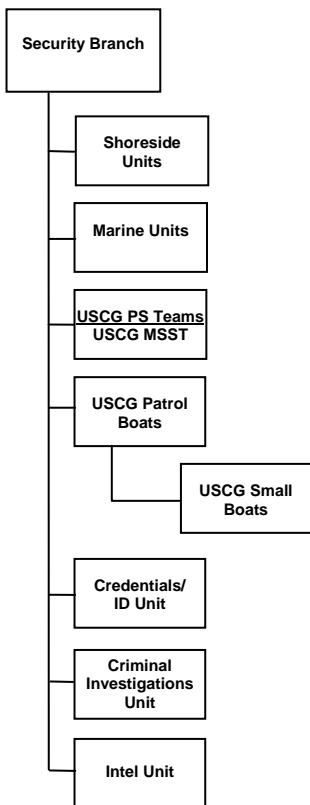 Security Branch
Shoreside
Units
Marine Units
USCG PS Teams
USCG MSST
USCG Patrol
Boats
USCG Small
Boats
Credentials/
ID Unit
Criminal
Investigations
Unit
Intel Unit